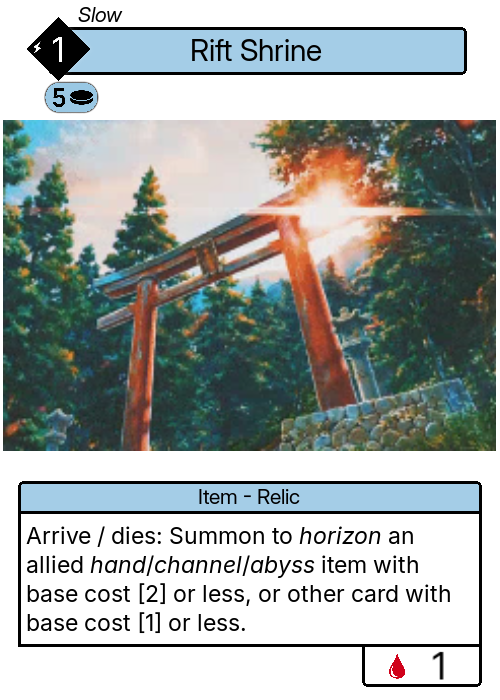 Slow
1
Rift Shrine
5
Item - Relic
Arrive / dies: Summon to horizon an
allied hand/channel/abyss item with
base cost [2] or less, or other card with
base cost [1] or less.
1